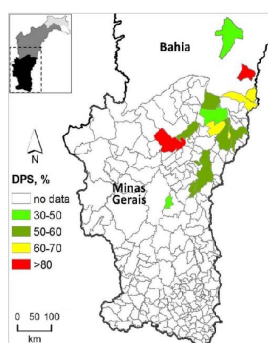 Bahia
N
DPS, %
no data
30-50
50-60
60-70
>80
Minas
Gerais
0 50 100
km